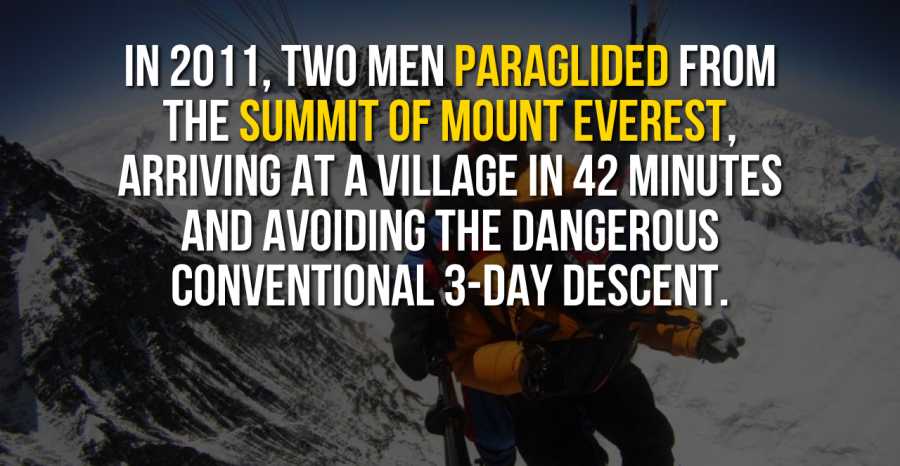 IN 2011, TWO MEN PARAGLIDED FROM
THE SUMMIT OF MOUNT EVEREST,
ARRIVING AT A VILLAGE IN 42 MINUTES
AND AVOIDING THE DANGEROUS
CONVENTIONAL 3-DAY DESCENT.